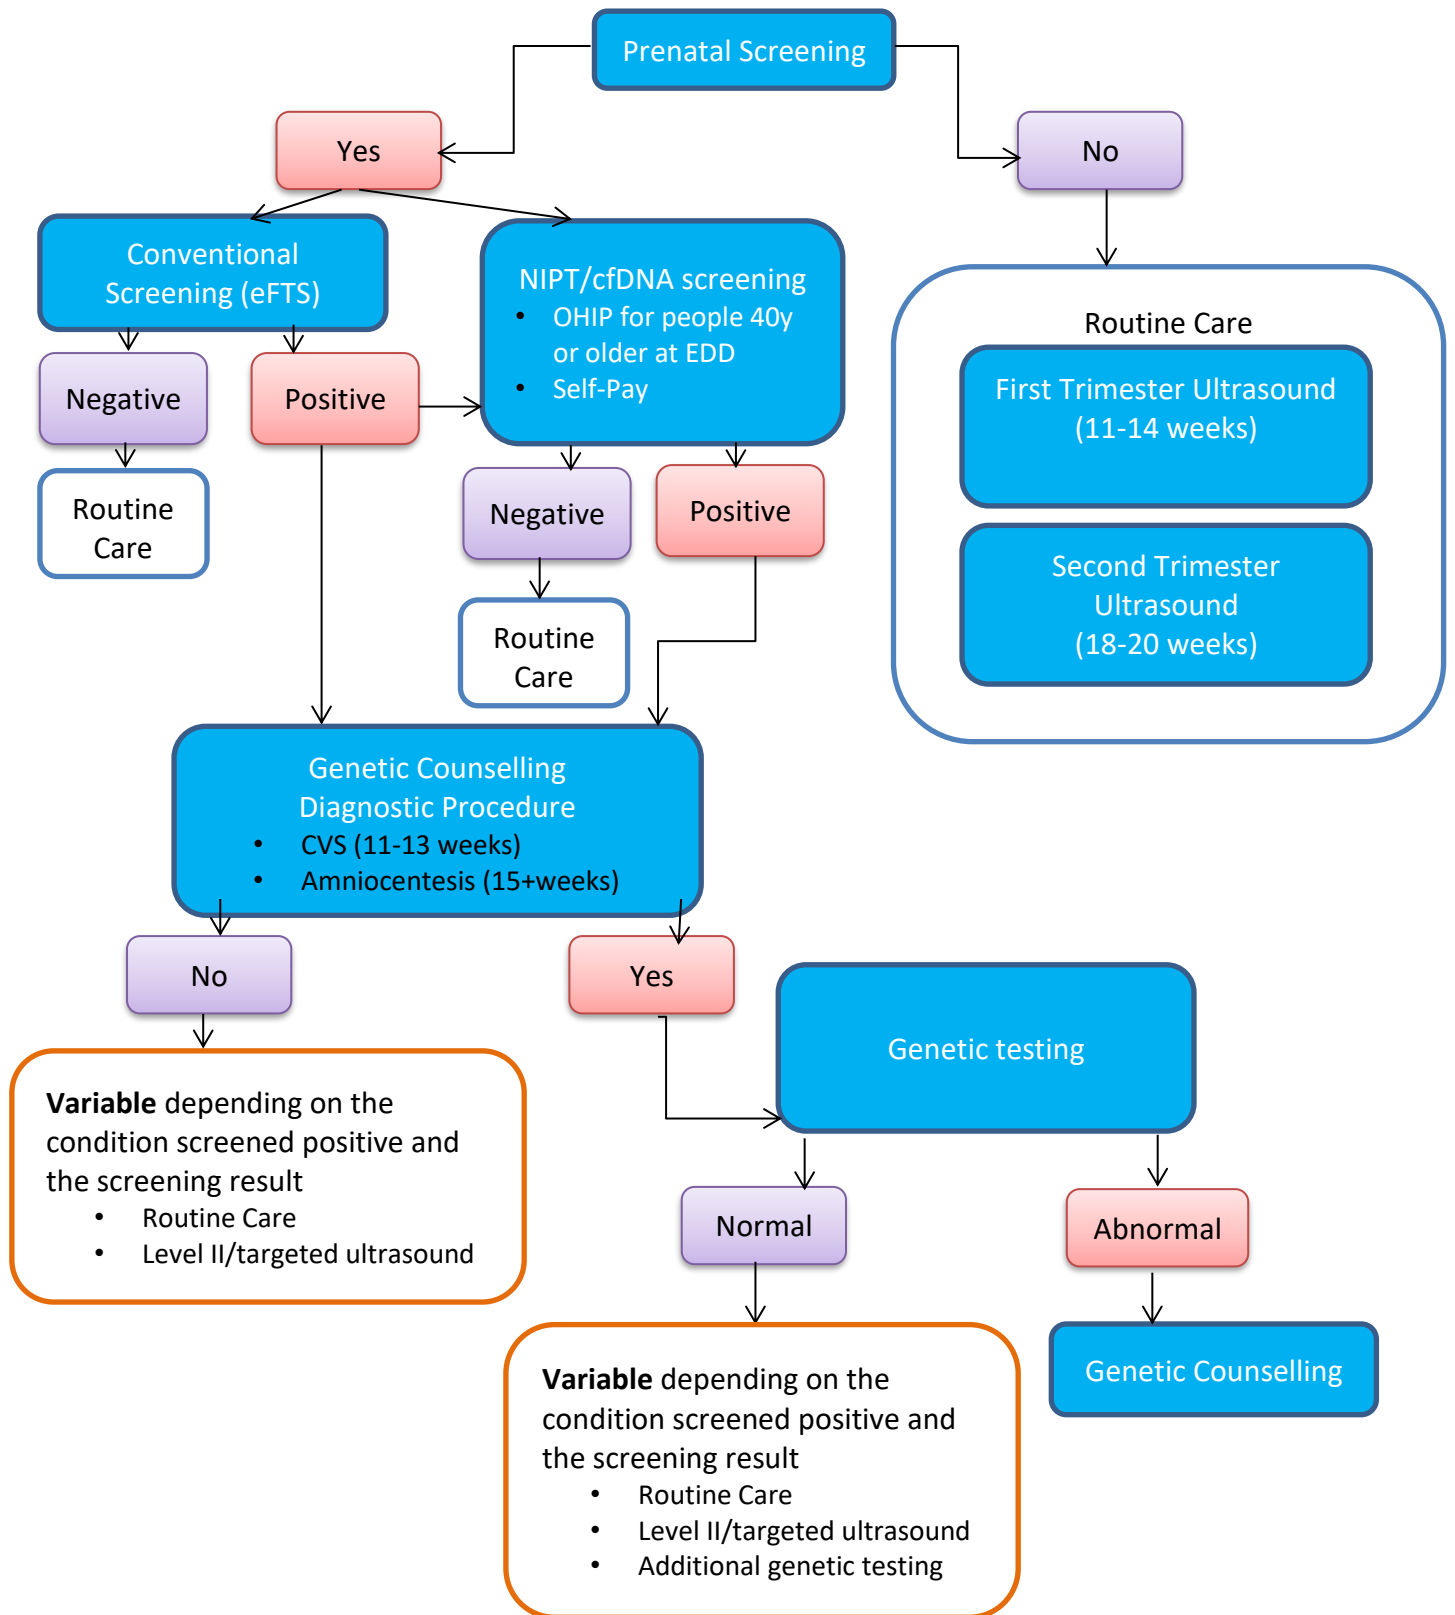 Prenatal Screening
Yes
No
Conventional
Screening (eFTS)
NIPT/cfDNA screening
• OHIP for people 40y
or older at EDD
• Self-Pay
Routine Care
First Trimester Ultrasound
(11-14 weeks)
Second Trimester
Ultrasound
(18-20 weeks)
Negative
Positive
Routine
Care
Negative
Positive
Routine
Care
Genetic Counselling
Diagnostic Procedure
• CVS (11-13 weeks)
• Amniocentesis (15+weeks)
No
Yes
Genetic testing
Variable depending on the
condition screened positive and
the screening result
• Routine Care
• Level II/targeted ultrasound
Normal
Abnormal
Variable depending on the
condition screened positive and
the screening result
• Routine Care
• Level II/targeted ultrasound
• Additional genetic testing
Genetic Counselling